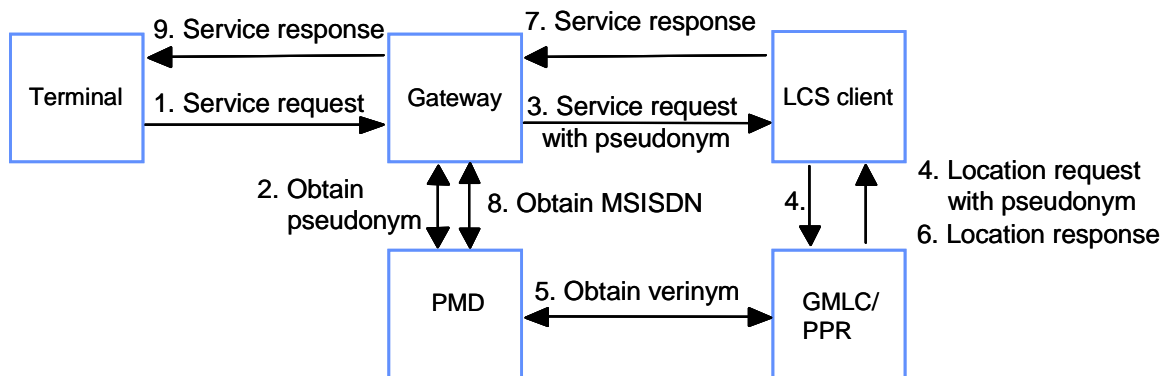 9. Service response
7. Service response
Terminal
Gateway
LCS client
1. Service request
3. Service request
with pseudonym
2. Obtain
pseudonym
8. Obtain MSISDN
4.
4. Location request
with pseudonym
6. Location response
PMD
5. Obtain verinym
GMLC/
PPR